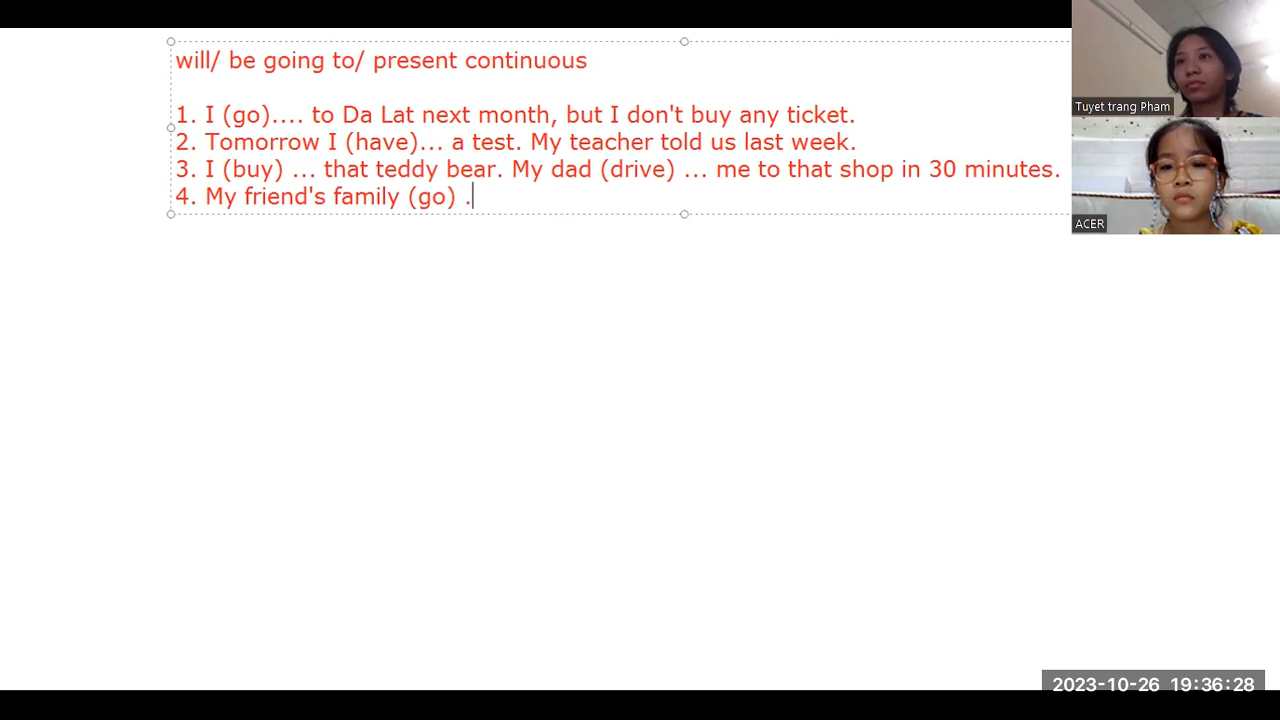 will/ be going to/ present continuous
1. I (go).... to Da Lat next month, but I don't buy any ticket.
2. Tomorrow I (have)... a test. My teacher told us last week.
3. I (buy) ... that teddy bear. My dad (drive) ... me to that shop in 30 minutes.
4. My friend's family (go) .
Tuyet trang Pham
ACER
2023-10-26 19:36:28